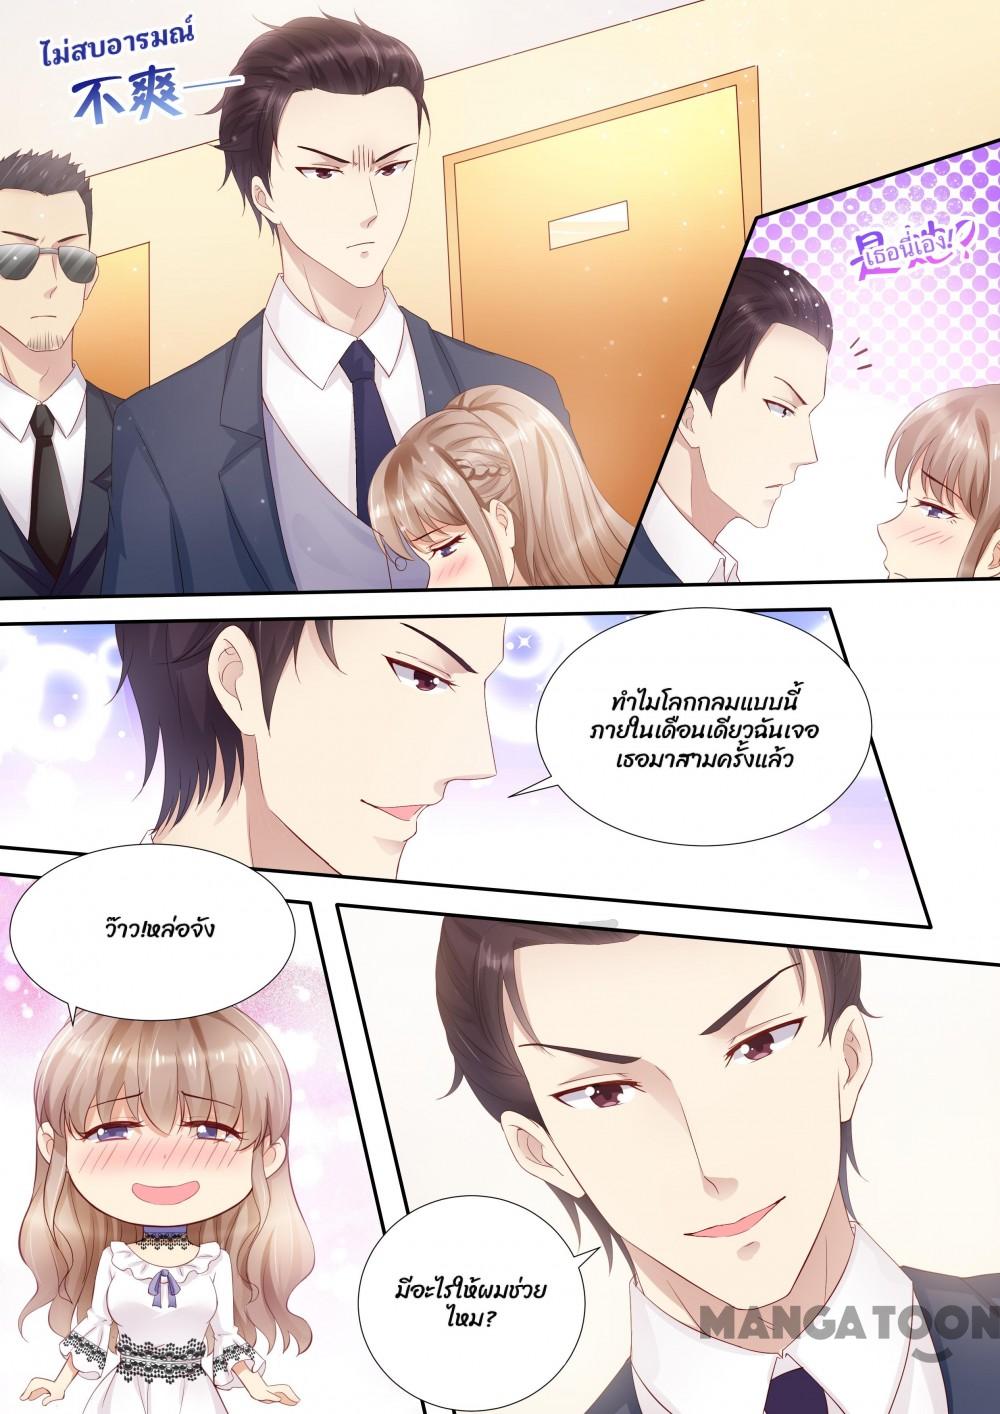 ไม่สบอารมณ์
不爽——
เธอนี่เอง!
ทำไมโลกกลมแบบนี้
ภายในเดือนเดียวฉันเจอ
เธอมาสามครั้งแล้ว
ว๊าว!หล่อจัง
มีอะไรให้ผมช่วย
ไหม?
MANGATOON